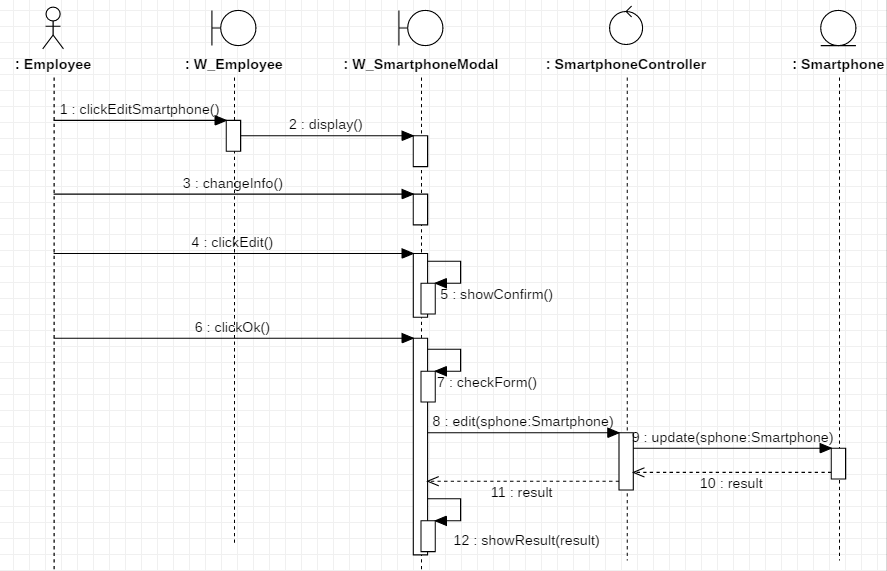 : Employee
: W_Employee
: W_SmartphoneModal
: SmartphoneController
: Smartphone
1 : clickEditSmartphone()
2 : display()
3 : changeInfo()
4 : clickEdit()
5 : showConfirm()
6 : clickOk()
7 : checkForm()
8 : edit(sphone:Smartphone)
9 : update(sphone:Smartphone)
10 : result
11 : result
12 : showResult(result)